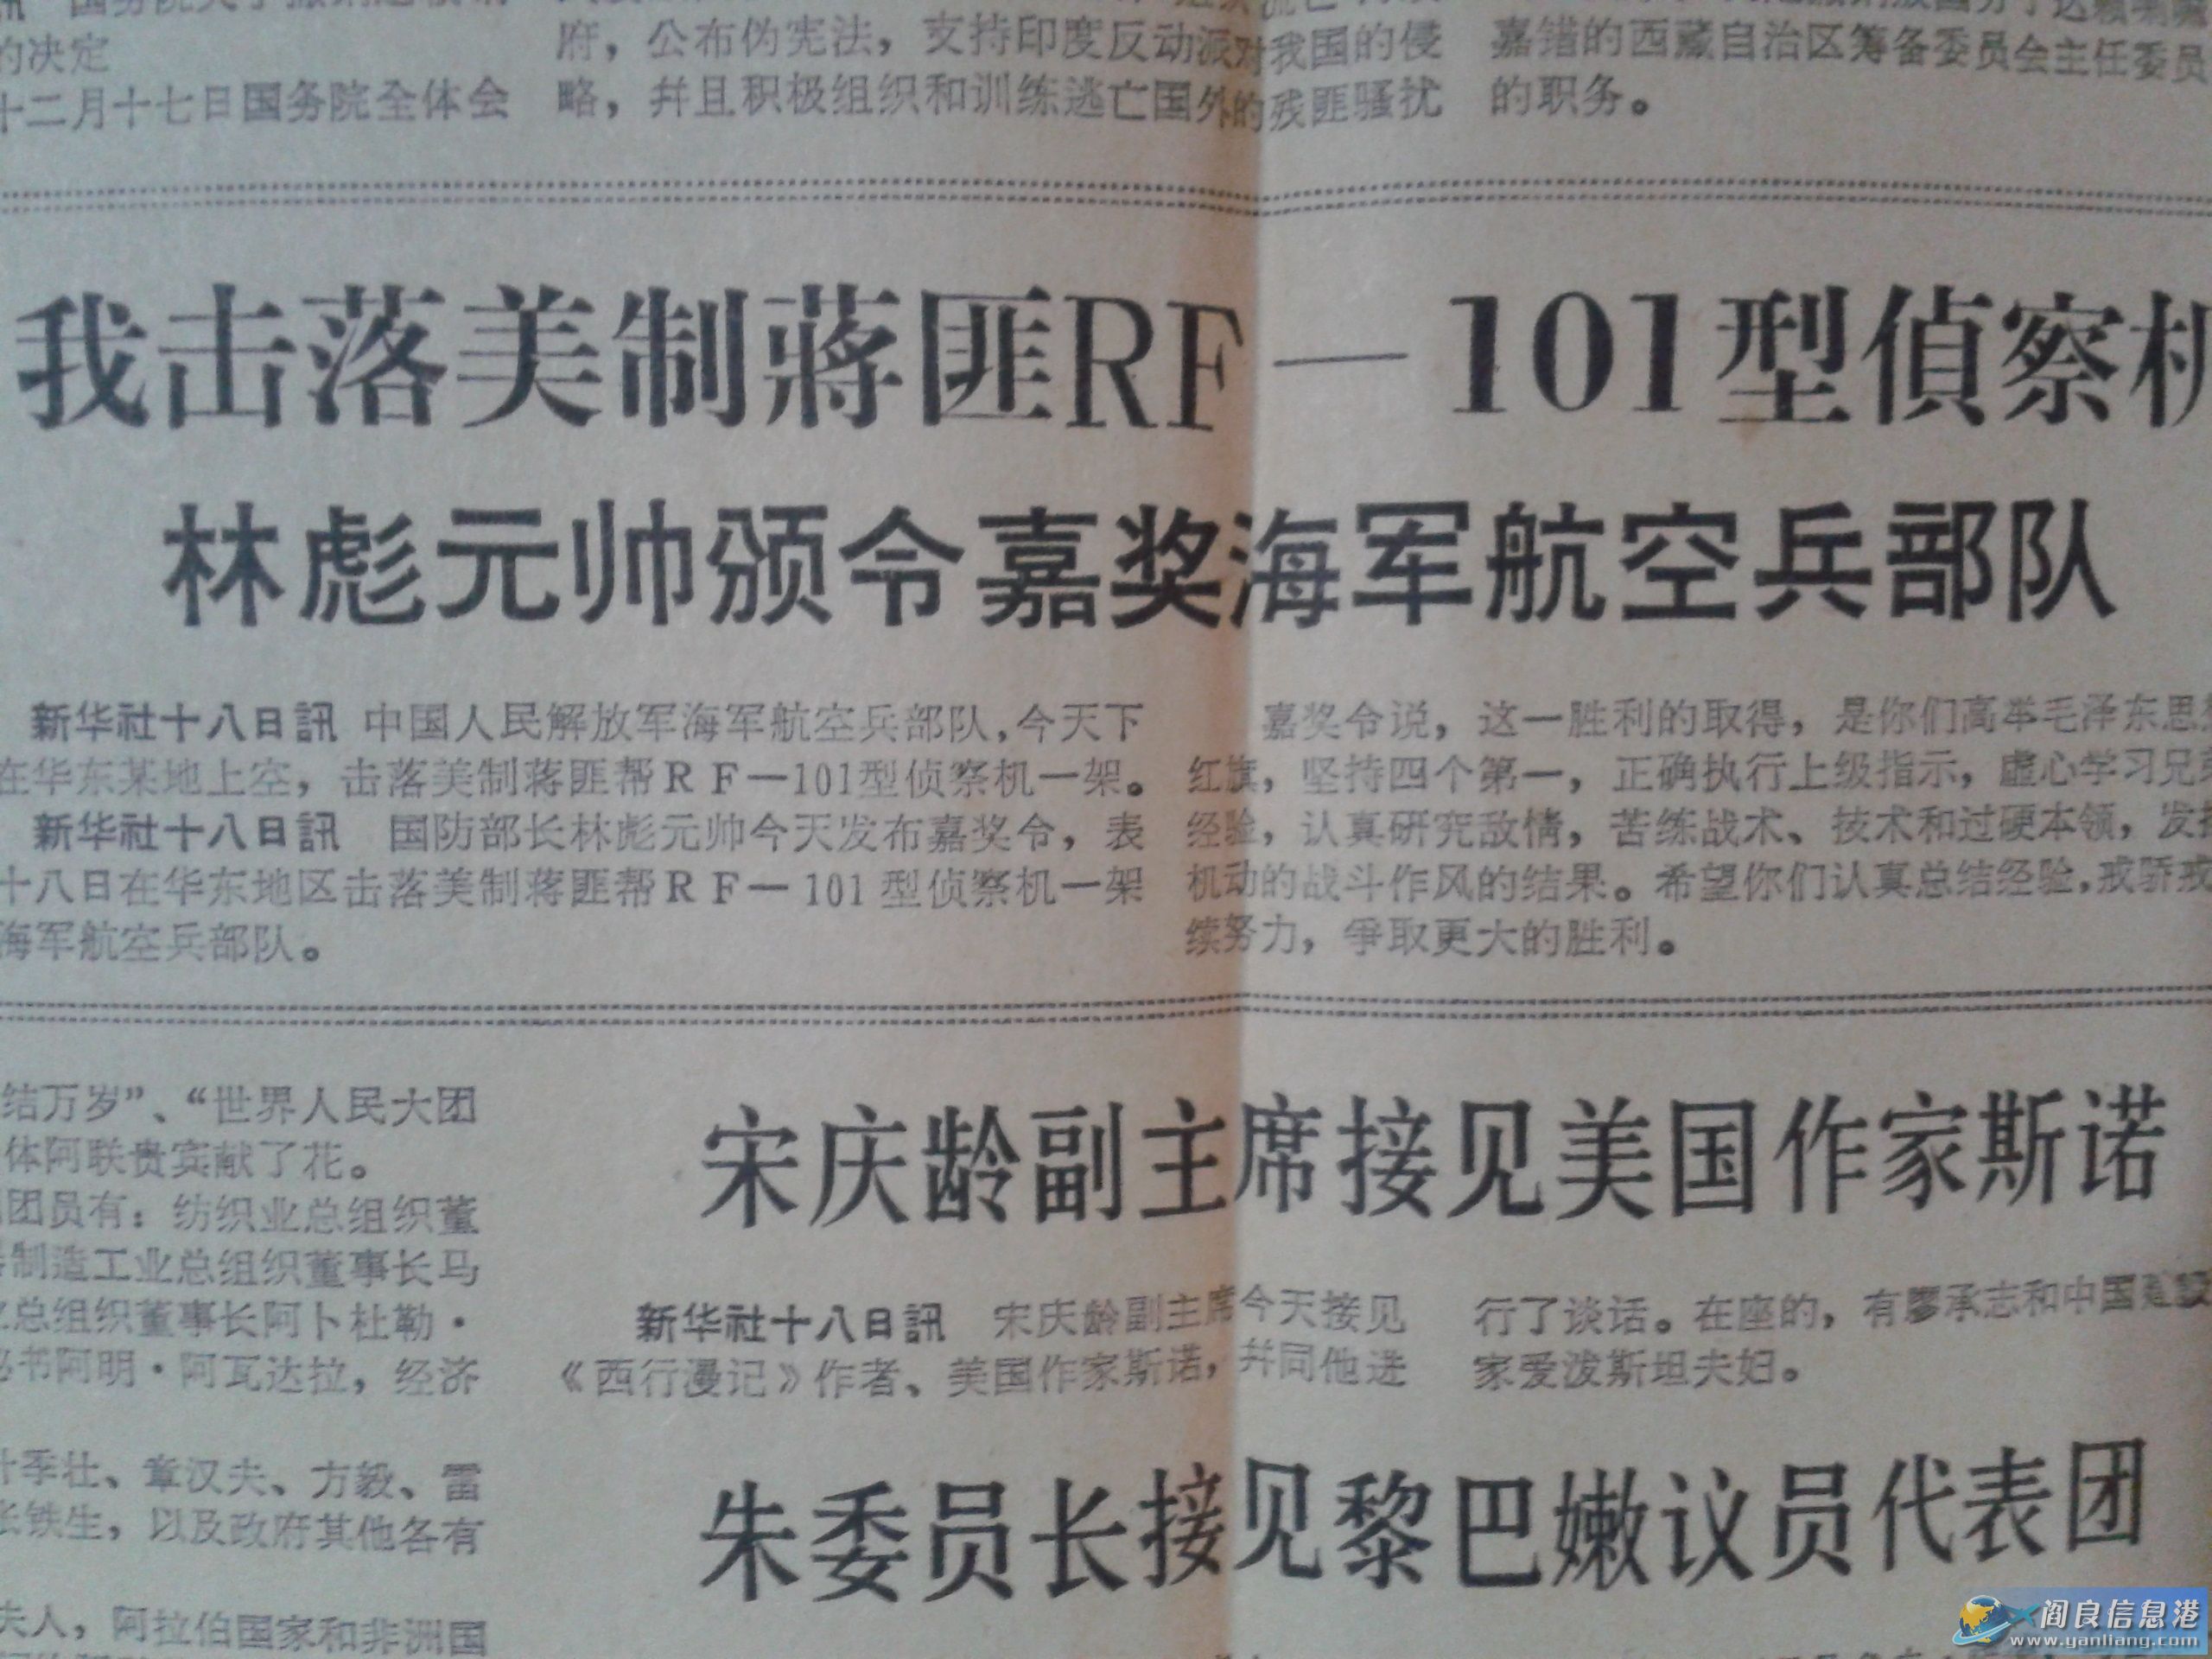 的决定
十二月十七日国务院全体会
府，公布伪宪法，支持印度反动派对我国的侵
略，幷且积极组织和训练逃亡国外的残匪骚扰
嘉错的西藏自治区筹备委员会主任委员
的职务。
我击落美制蔣匪RF—101型偵察机
林彪元帅颁令嘉奖海军航空兵部队
新华社十八日訊 中国人民解放军海军航空兵部队，今天下
在华东某地上空，击落美制蒋匪帮RF—101型侦察机一架。
新华社十八日訊 国防部长林彪元帅今天发布嘉奖令，表
十八日在华东地区击落美制蒋匪帮RF—101型侦察机一架
海军航空兵部队。
嘉奖令说，这一胜利的取得，是你们高举毛泽东思
红旗，坚持四个第一，正确执行上级指示，虚心学习兄
经验，认真研究敌情，苦练战术、技术和过硬本领，发
机动的战斗作风的结果。希望你们认真总结经验，戒骄戒
续努力，爭取更大的胜利。
结万岁”、“世界人民大团
体阿联贵宾献了花。
团员有：纺织业总组织董
制造工业总组织董事长马
总组织董事长阿卜杜勒·
书阿明·阿瓦达拉，经济
季壮、章汉夫、方毅、雷
张铁生，以及政府其他各有
夫人，阿拉伯国家和非洲国
宋庆龄副主席接见美国作家斯诺
新华社十八日訊 宋庆龄副主席今天接见
《西行漫记》作者、美国作家斯诺，幷同他进
行了谈话。在座的，有廖承志和中国建设
家爱泼斯坦夫妇。
朱委员长接见黎巴嫩议员代表团
阎良信息港
www.yanliang.com